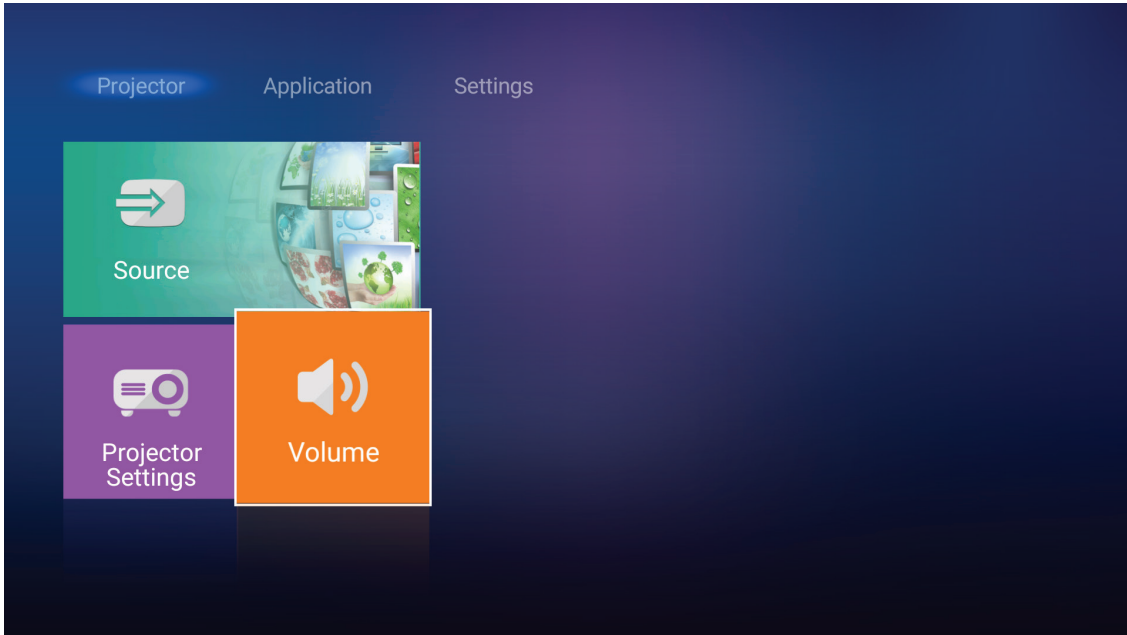 Projector Application Settings
Source
Projector
Settings
Volume